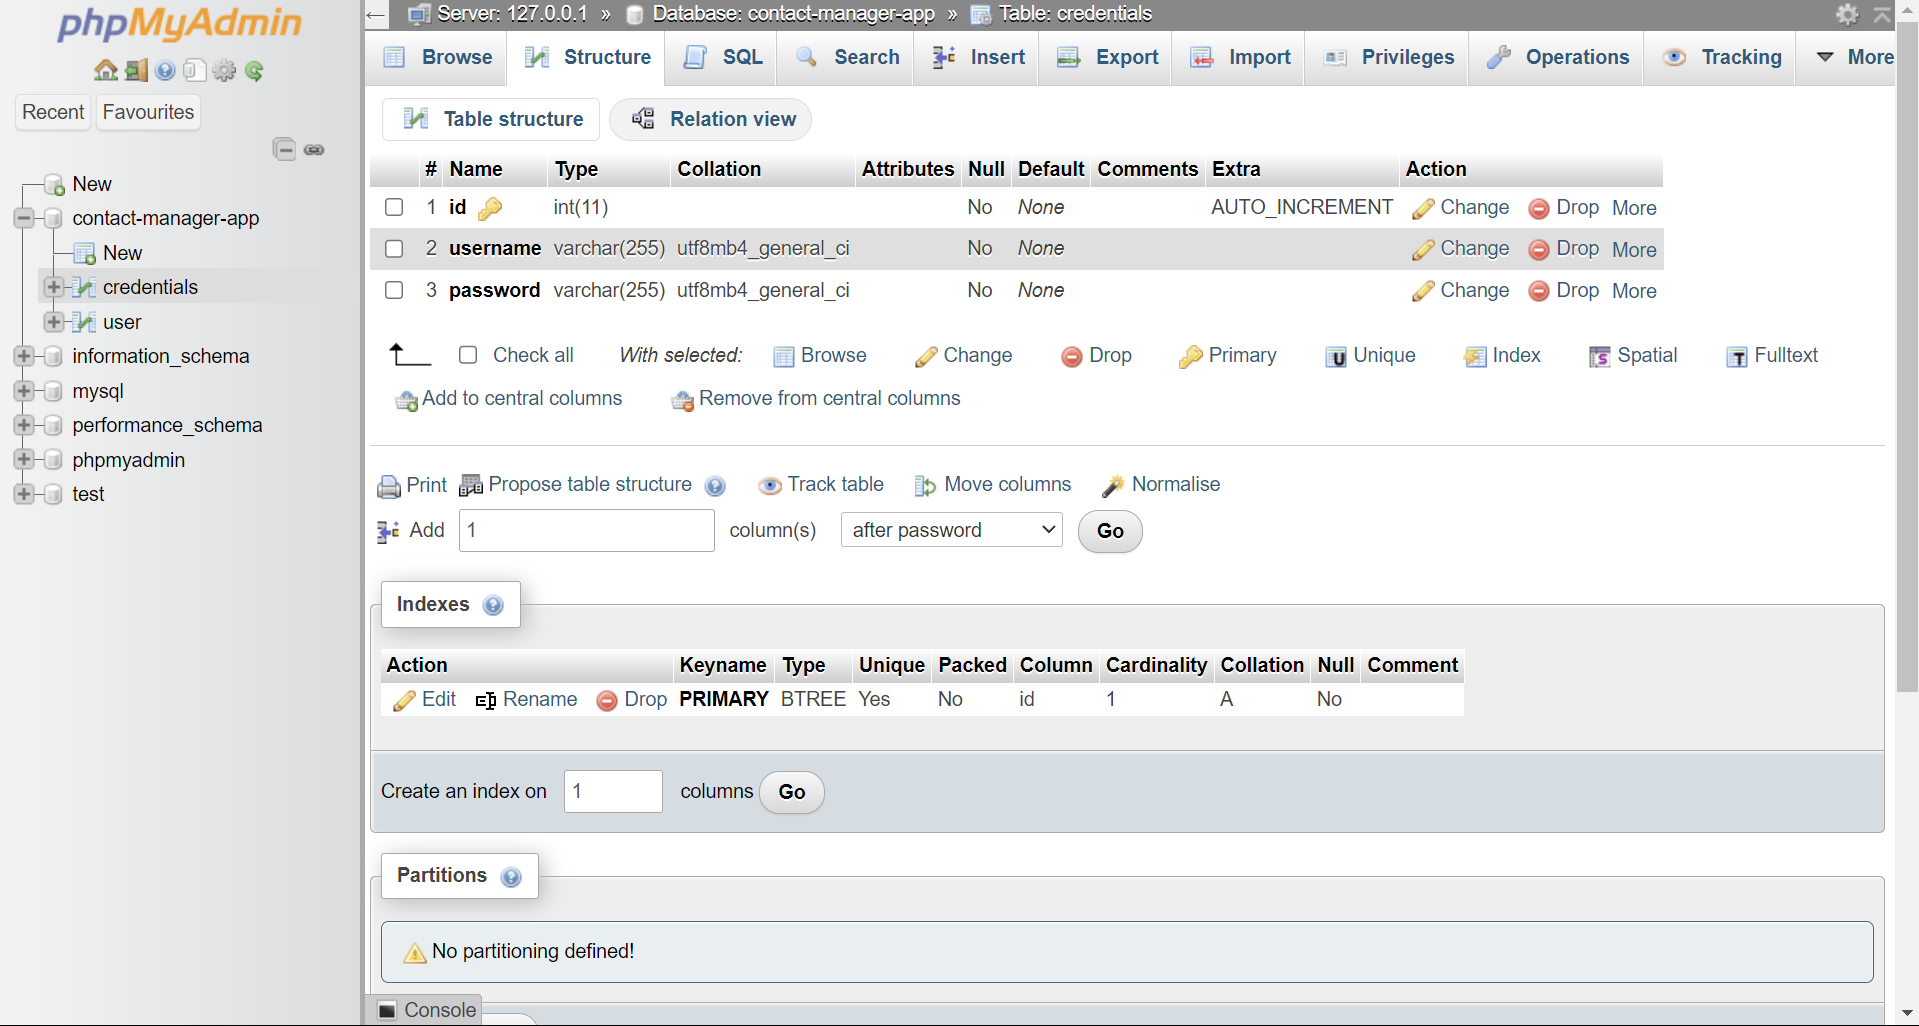 phpMyAdmin
Recent Favourites
New
contact-manager-app
New
credentials
user
information_schema
mysql
performance_schema
phpmyadmin
test
Server: 127.0.0.1 » Database: contact-manager-app » Table: credentials
Browse Structure SQL Search Insert Export Import Privileges Operations Tracking More
Table structure Relation view
# Name Type Collation Attributes Null Default Comments Extra Action
1 id int(11) No None AUTO_INCREMENT Change Drop More
2 username varchar(255) utf8mb4_general_ci No None Change Drop More
3 password varchar(255) utf8mb4_general_ci No None Change Drop More
Check all With selected: Browse Change Drop Primary Unique Index Spatial Fulltext
Add to central columns Remove from central columns
Print Propose table structure Track table Move columns Normalise
Add 1 column(s) after password Go
Indexes
Action Keyname Type Unique Packed Column Cardinality Collation Null Comment
Edit Rename Drop PRIMARY BTREE Yes No id 1 A No
Create an index on 1 columns Go
Partitions
No partitioning defined!
Console